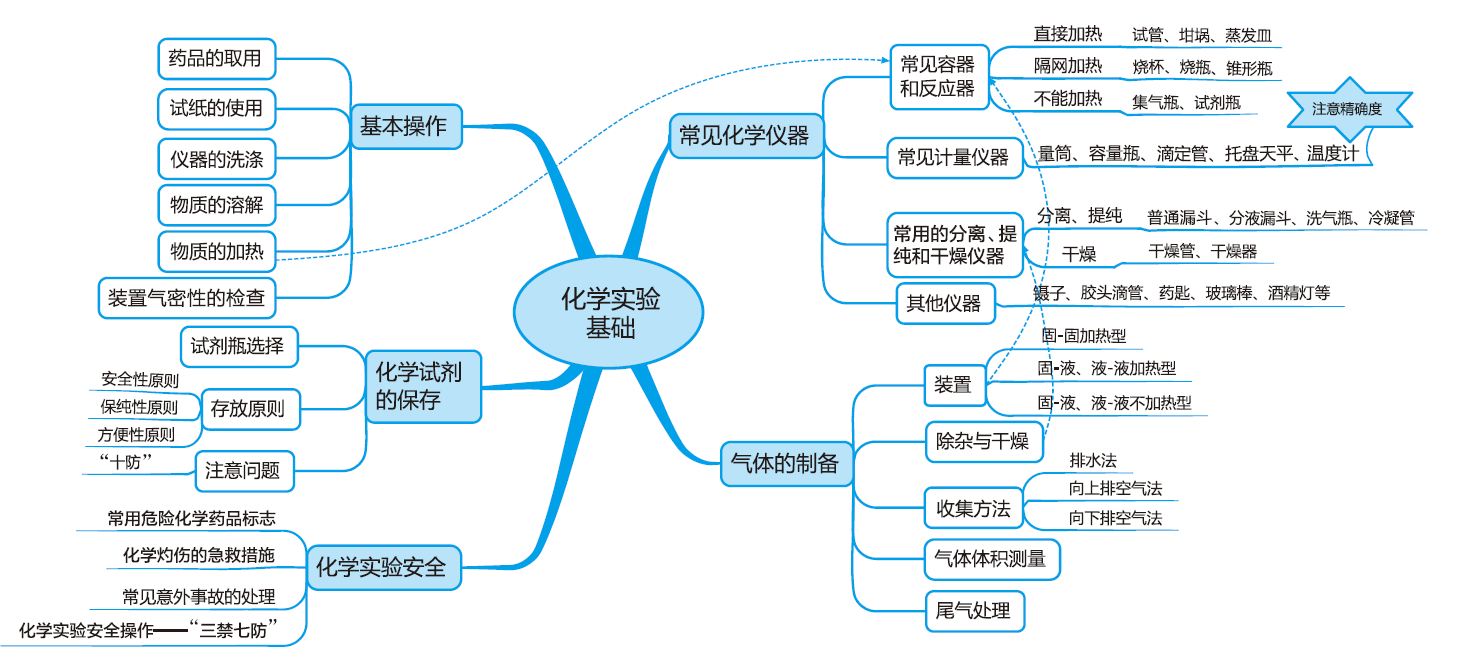 化学实验
基础
基本操作
药品的取用
试纸的使用
仪器的洗涤
物质的溶解
物质的加热
装置气密性的检查
化学试剂
的保存
试剂瓶选择
存放原则
安全性原则
保纯性原则
方便性原则
注意问题
“十防”
化学实验安全
常用危险化学药品标志
化学灼伤的急救措施
常见意外事故的处理
化学实验安全操作——“三禁七防”
常见化学仪器
常见容器
和反应器
直接加热 试管、坩埚、蒸发皿
隔网加热 烧杯、烧瓶、锥形瓶
不能加热 集气瓶、试剂瓶
注意精确度
常见计量仪器
量筒、容量瓶、滴定管、托盘天平、温度计
常用的分离、提
纯和干燥仪器
分离、提纯 普通漏斗、分液漏斗、洗气瓶、冷凝管
干燥 干燥管、干燥器
其他仪器
镊子、胶头滴管、药匙、玻璃棒、酒精灯等
气体的制备
装置
固-固加热型
固-液、液-液加热型
固-液、液-液不加热型
除杂与干燥
收集方法
排水法
向上排空气法
向下排空气法
气体体积测量
尾气处理